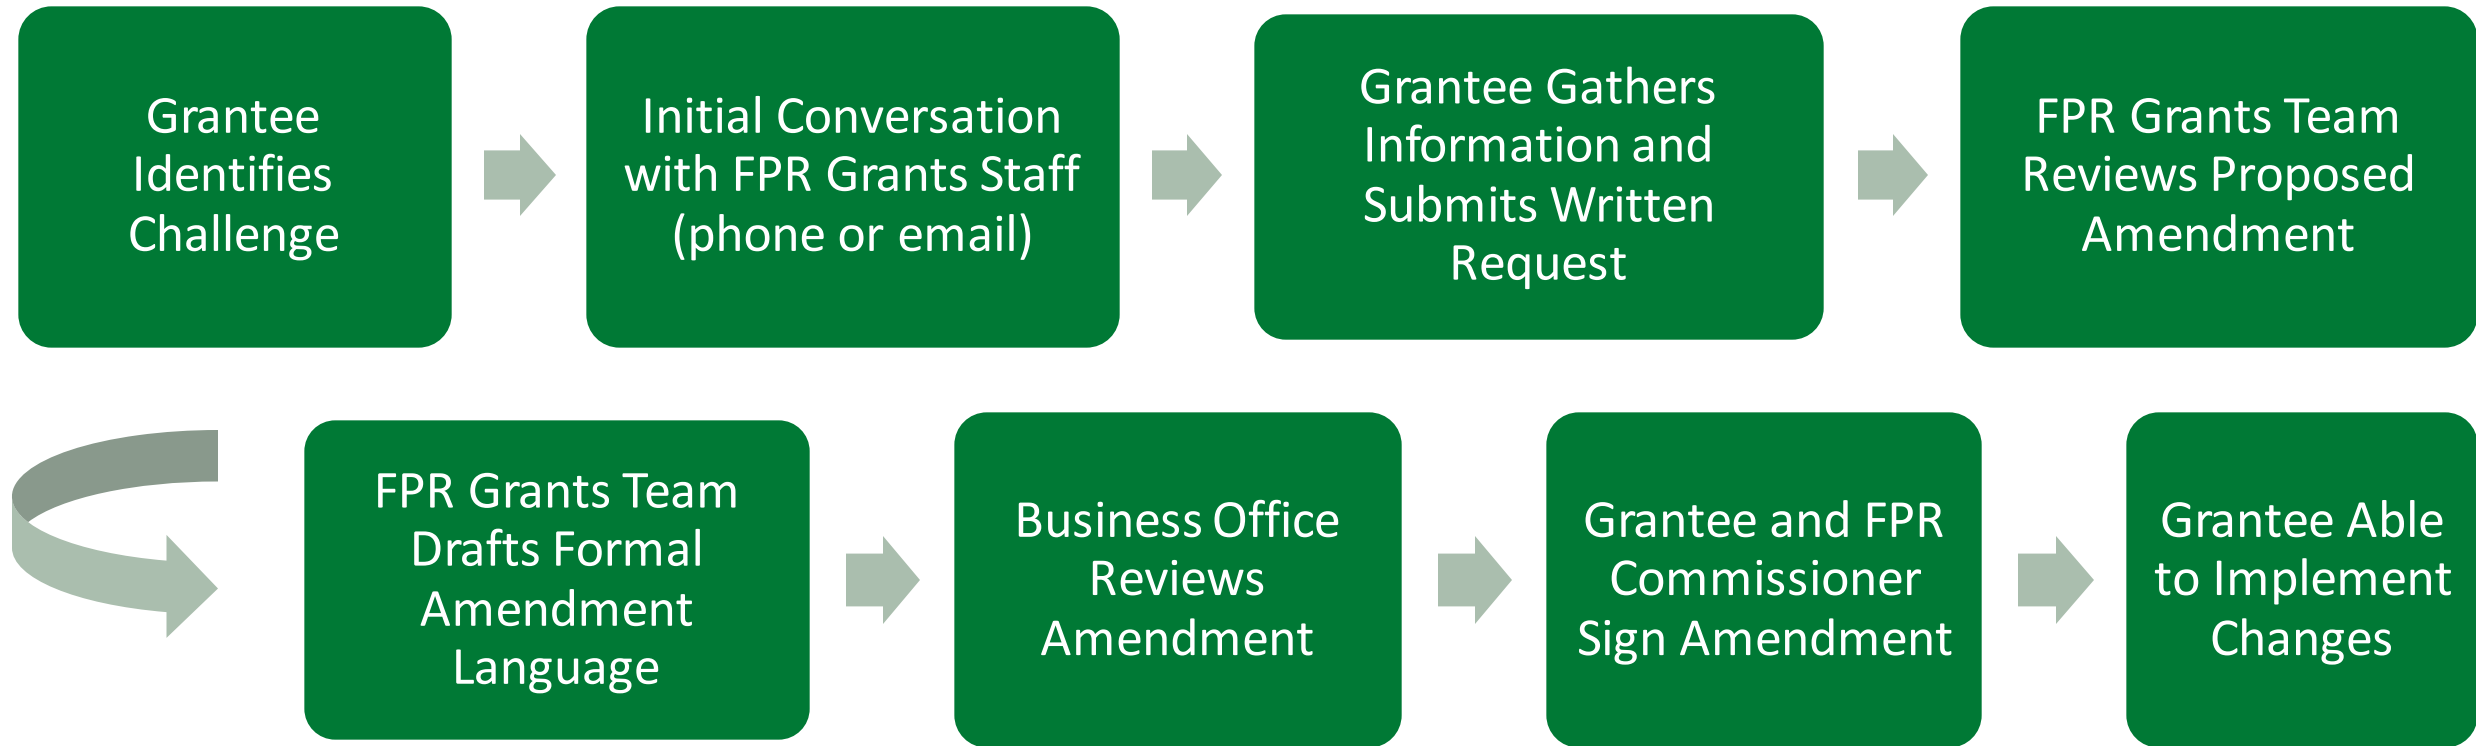 Grantee
Identifies
Challenge
Initial Conversation
with FPR Grants Staff
(phone or email)
Grantee Gathers
Information and
Submits Written
Request
FPR Grants Team
Reviews Proposed
Amendment
FPR Grants Team
Drafts Formal
Amendment
Language
Business Office
Reviews
Amendment
Grantee and FPR
Commissioner
Sign Amendment
Grantee Able
to Implement
Changes